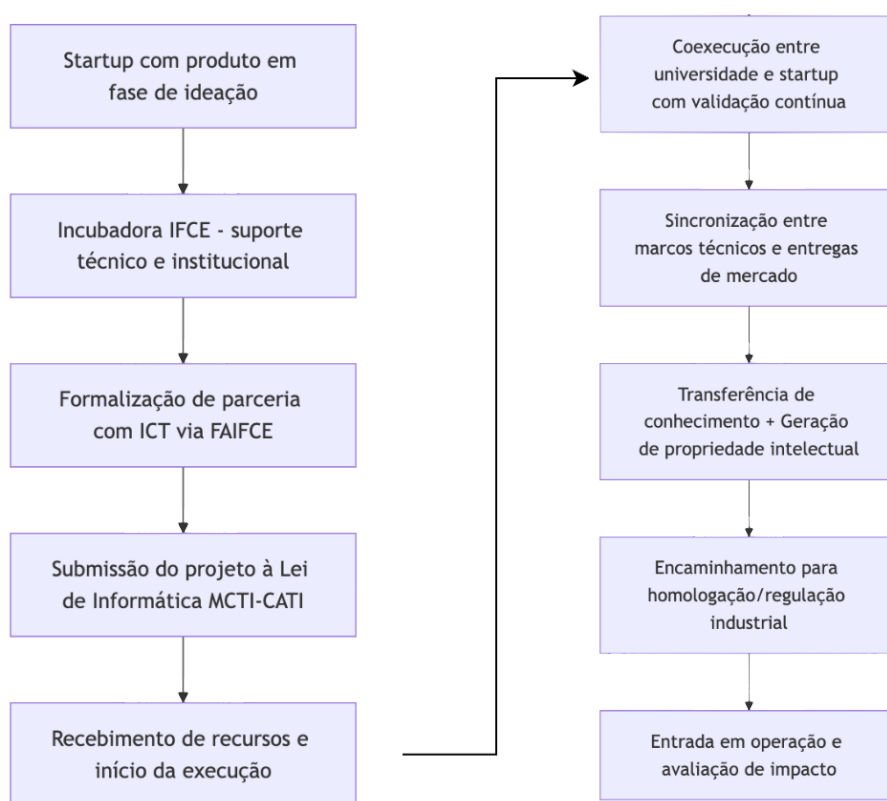 Startup com produto em
fase de ideação
Incubadora IFCE - suporte
técnico e institucional
Formalização de parceria
com ICT via FAIFCE
Submissão do projeto à Lei
de Informática MCTI-CATI
Recebimento de recursos e
início da execução
Coexecução entre
universidade e startup
com validação contínua
Sincronização entre
marcos técnicos e entregas
de mercado
Transferência de
conhecimento + Geração
de propriedade intelectual
Encaminhamento para
homologação/regulação
industrial
Entrada em operação e
avaliação de impacto